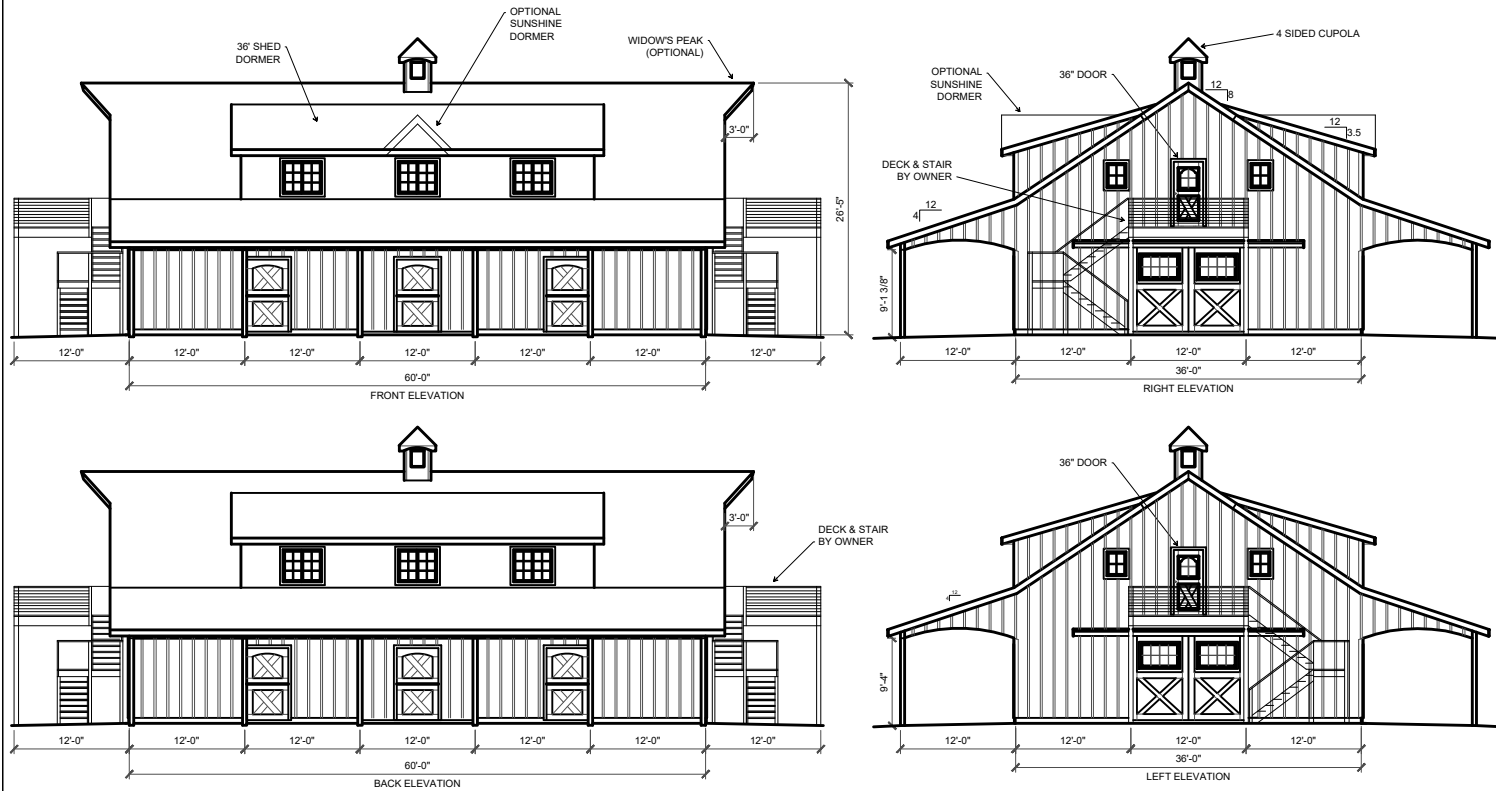 OPTIONAL
SUNSHINE
DORMER
36' SHED
DORMER
WIDOW'S PEAK
(OPTIONAL)
3'-0"
26'-5"
12'-0"
12'-0"
12'-0"
12'-0"
12'-0"
12'-0"
12'-0"
60'-0"
FRONT ELEVATION
4 SIDED CUPOLA
OPTIONAL
SUNSHINE
DORMER
36" DOOR
12
8
12
3.5
DECK & STAIR
BY OWNER
12
4
9'-1 3/8"
12'-0"
12'-0"
12'-0"
12'-0"
36'-0"
RIGHT ELEVATION
3'-0"
DECK & STAIR
BY OWNER
12'-0"
12'-0"
12'-0"
12'-0"
12'-0"
12'-0"
12'-0"
60'-0"
BACK ELEVATION
36" DOOR
12
4
9'-4"
12'-0"
12'-0"
12'-0"
12'-0"
36'-0"
LEFT ELEVATION